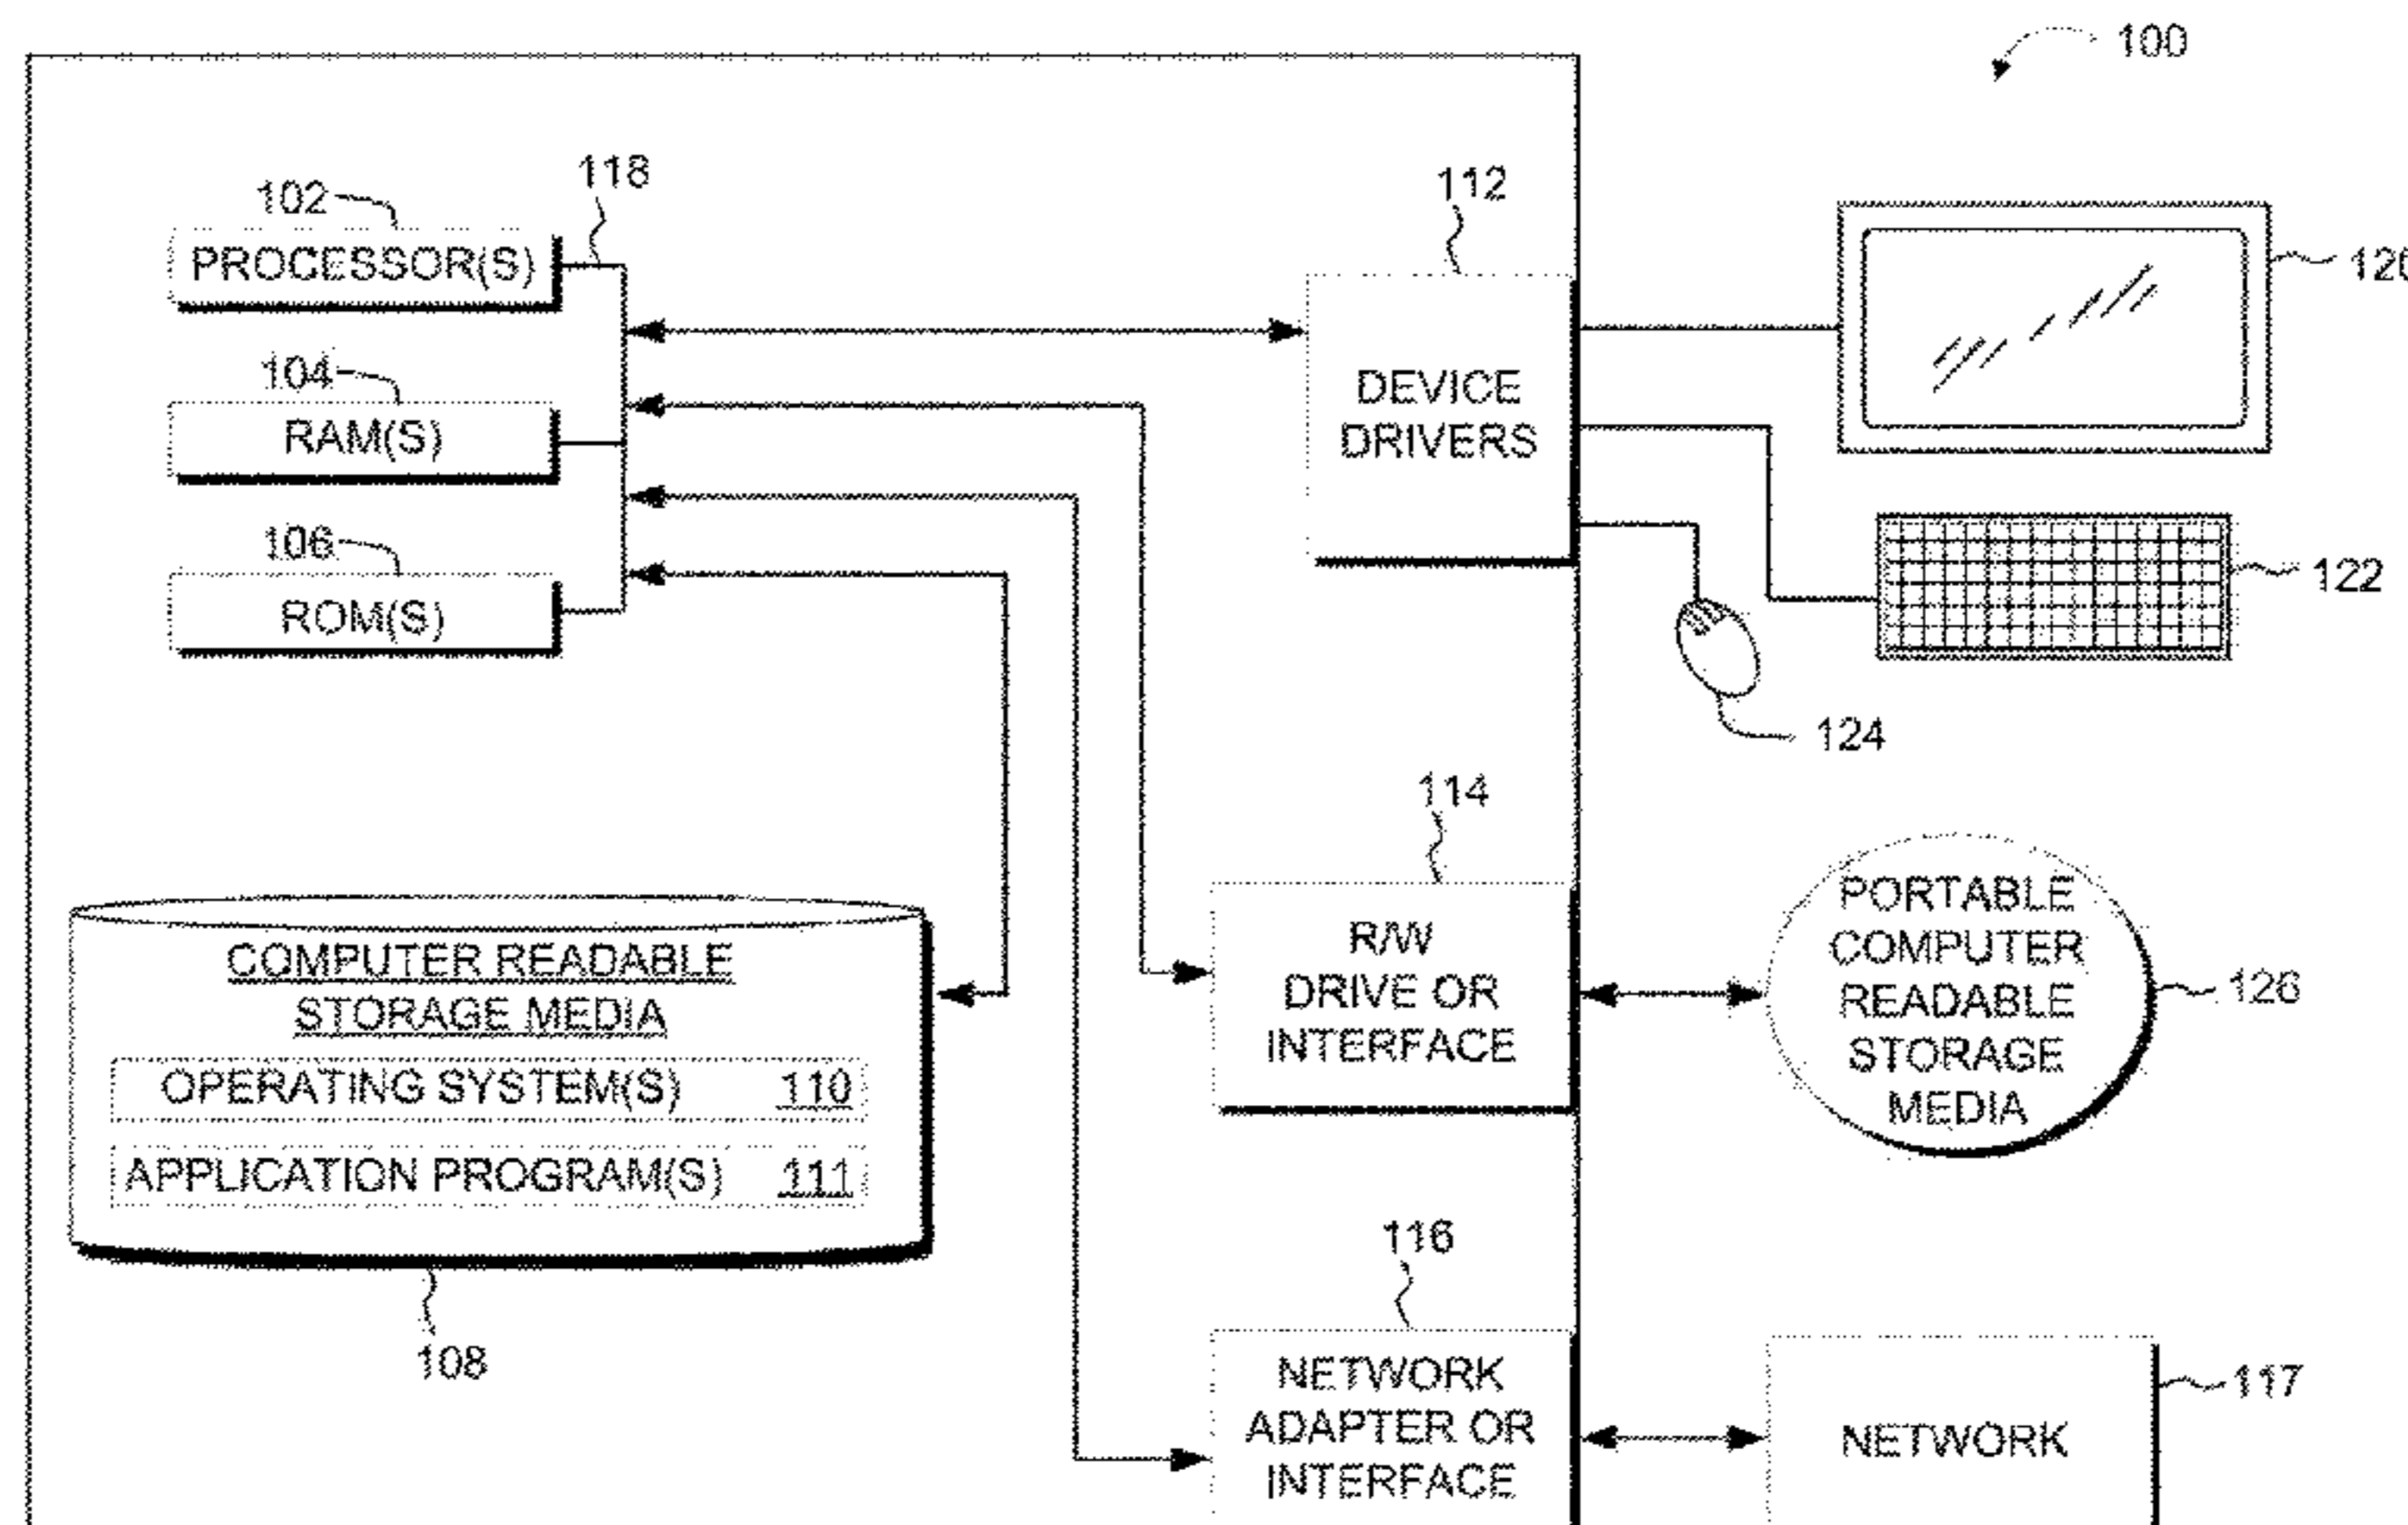 100
102
118
112
PROCESSOR(S)
104
RAM(S)
DEVICE
DRIVERS
106
ROM(S)
122
124
114
COMPUTER READABLE
STORAGE MEDIA
OPERATING SYSTEM(S) 110
APPLICATION PROGRAM(S) 111
108
R/W
DRIVE OR
INTERFACE
PORTABLE
COMPUTER
READABLE
STORAGE
MEDIA
126
116
NETWORK
ADAPTER OR
INTERFACE
NETWORK
117